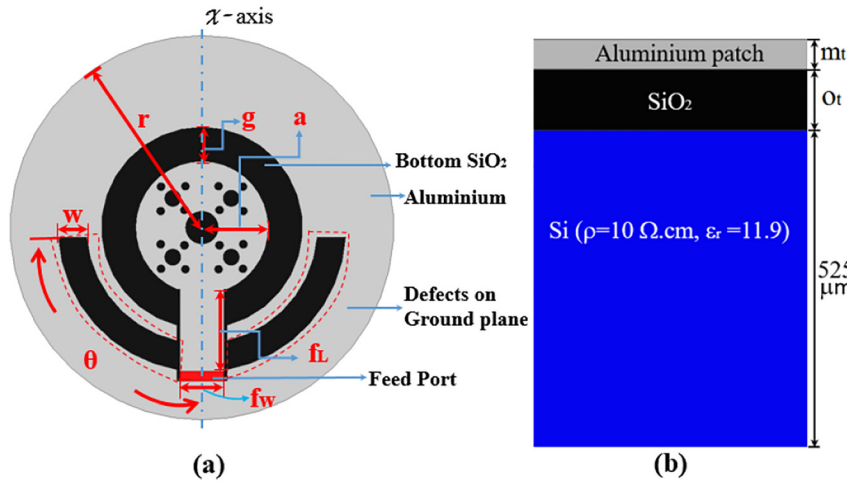 𝓍- axis
r
g
a
Bottom SiO₂
Aluminium
w
Defects on
Ground plane
θ
fL
Feed Port
fw
(a)
Aluminium patch
mt
SiO₂
ot
Si (ρ=10 Ω.cm, εr =11.9)
525
μm
(b)